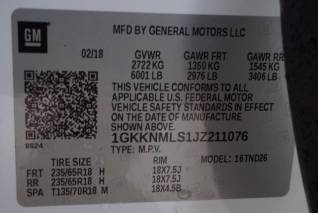 GM
MFD BY GENERAL MOTORS LLC
02/18 GVWR GAWR FRT GAWR RR
2722 KG 1350 KG 1545 KG
6001 LB 2976 LB 3406 LB
THIS VEHICLE CONFORMS TO ALL
APPLICABLE U.S. FEDERAL MOTOR
VEHICLE SAFETY STANDARDS IN EFFECT
ON THE DATE OF MANUFACTURE
SHOWN ABOVE.
8624 1GKKNMLS1JZ211076
TYPE: M.P.V. MODEL: 16TND26
TIRE SIZE RIM
FRT 235/65R18 H 18X7.5J
RR 235/65R18 H 18X7.5J
SPA T135/70R18 M 18X4.5B